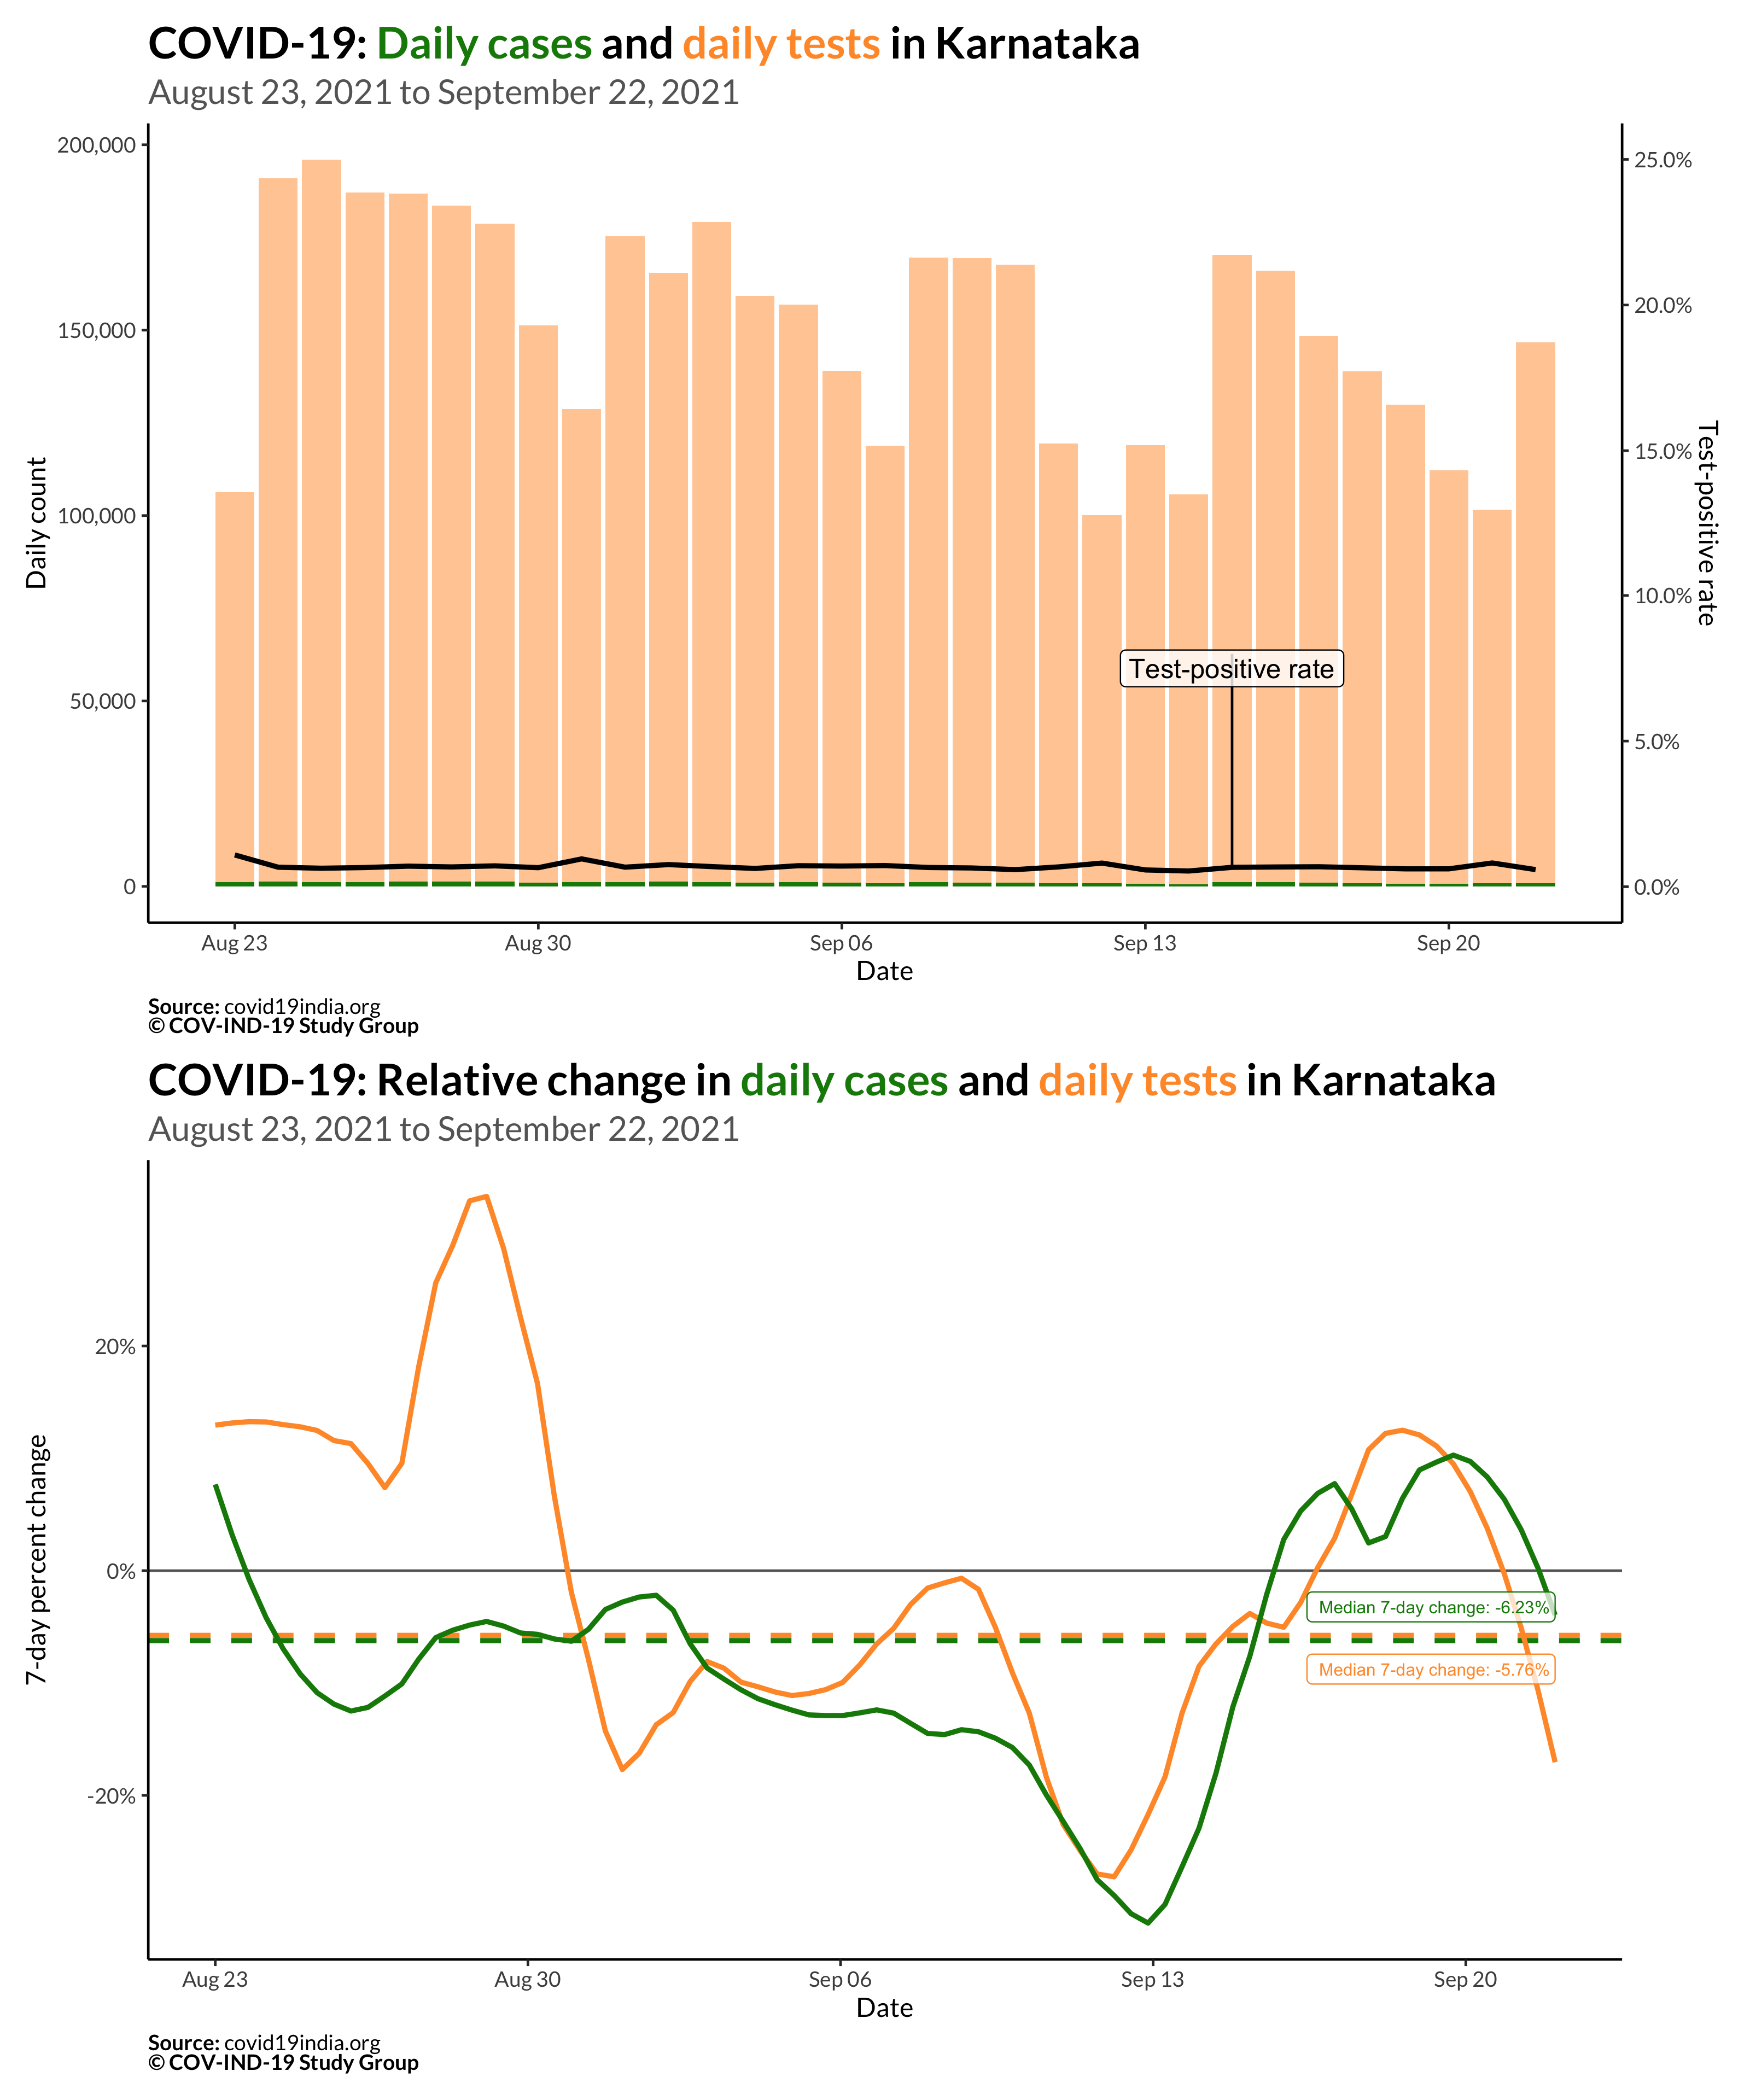 COVID-19: Daily cases and daily tests in Karnataka
August 23, 2021 to September 22, 2021
200,000
150,000
100,000
50,000
0
Daily count
25.0%
20.0%
15.0%
10.0%
5.0%
0.0%
Test-positive rate
Test-positive rate
Aug 23 Aug 30 Sep 06 Sep 13 Sep 20
Date
Source: covid19india.org
© COV-IND-19 Study Group
COVID-19: Relative change in daily cases and daily tests in Karnataka
August 23, 2021 to September 22, 2021
20%
0%
-20%
7-day percent change
Median 7-day change: -6.23%
Median 7-day change: -5.76%
Aug 23 Aug 30 Sep 06 Sep 13 Sep 20
Date
Source: covid19india.org
© COV-IND-19 Study Group